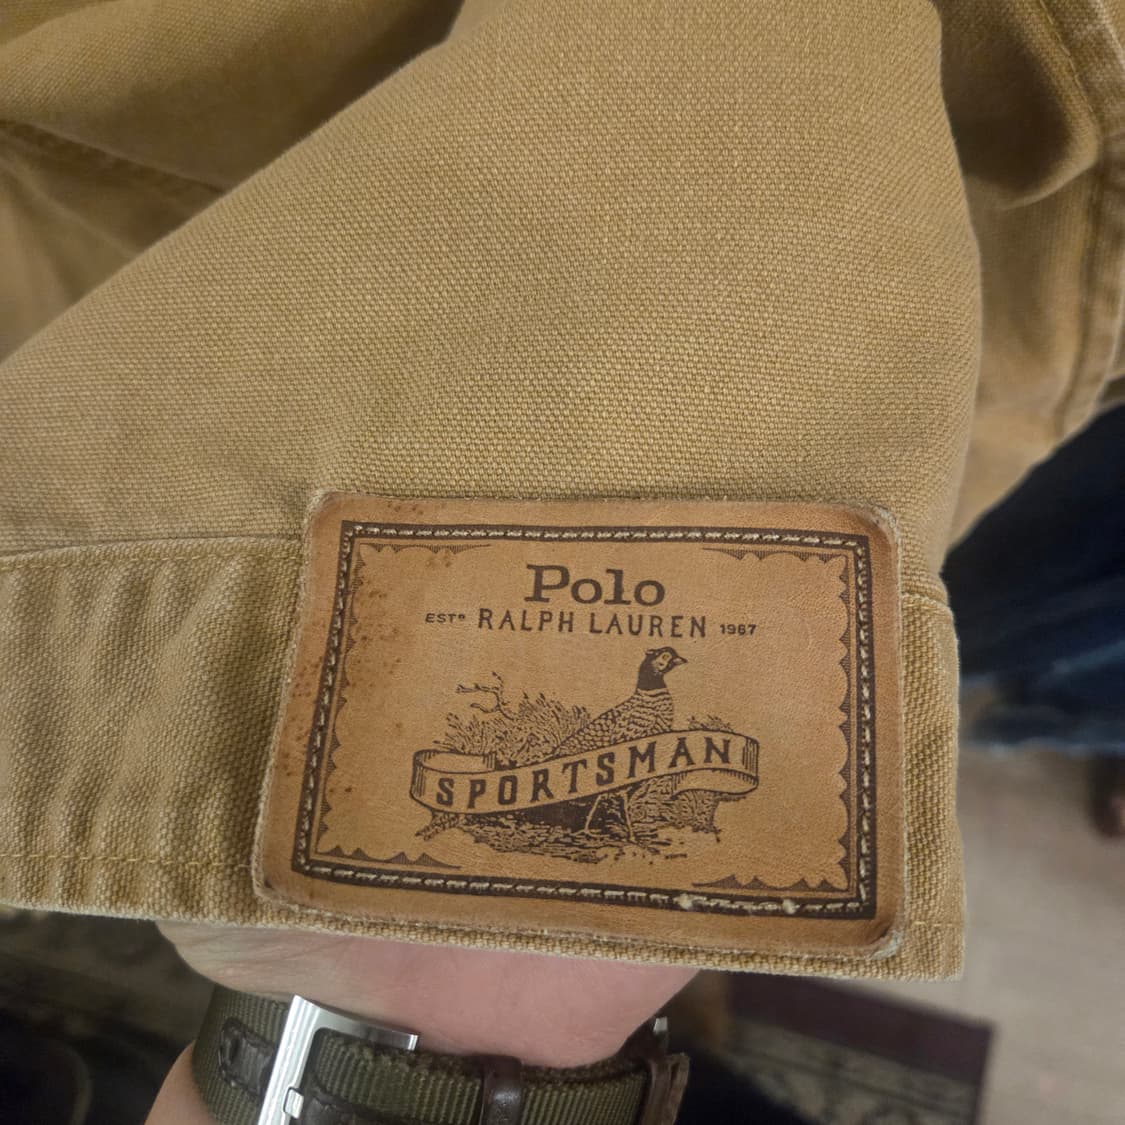 Polo
ESTD RALPH LAUREN 1967
SPORTSMAN